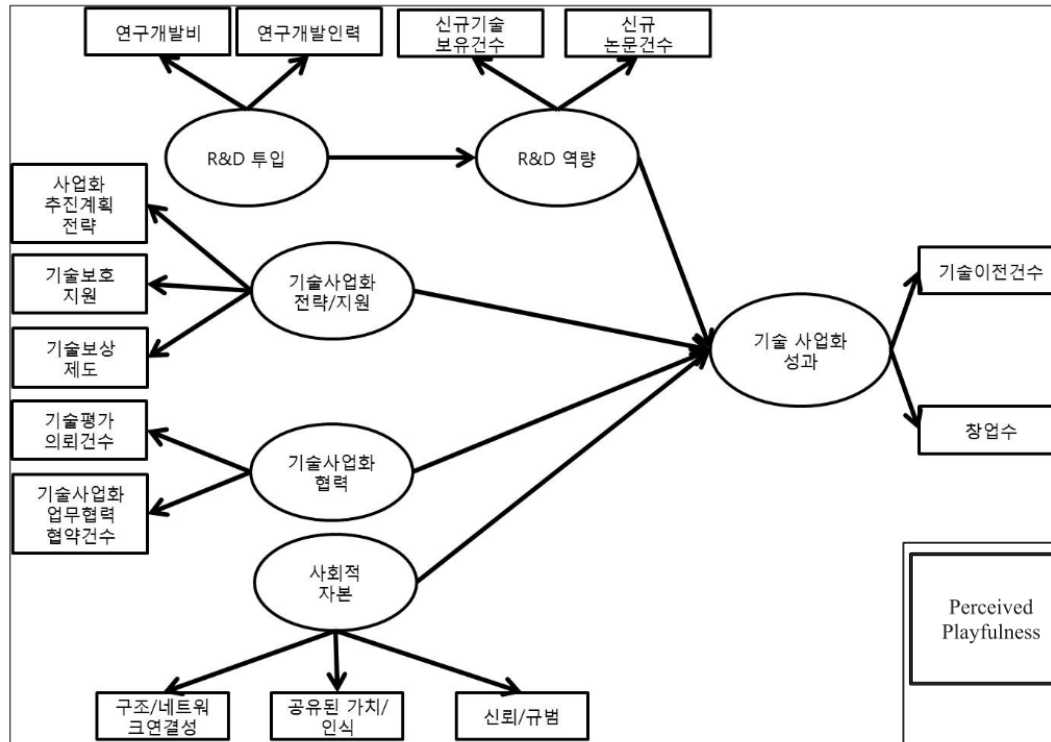 연구개발비
연구개발인력
신규기술
보유건수
신규
논문건수
R&D 투입
R&D 역량
사업화
추진계획
전략
기술보호
지원
기술보상
제도
기술사업화
전략/지원
기술이전건수
기술 사업화
성과
기술평가
의뢰건수
기술사업화
협력
창업수
기술사업화
업무협력
협약건수
사회적
자본
Perceived
Playfulness
구조/네트워
크연결성
공유된 가치/
인식
신뢰/규범